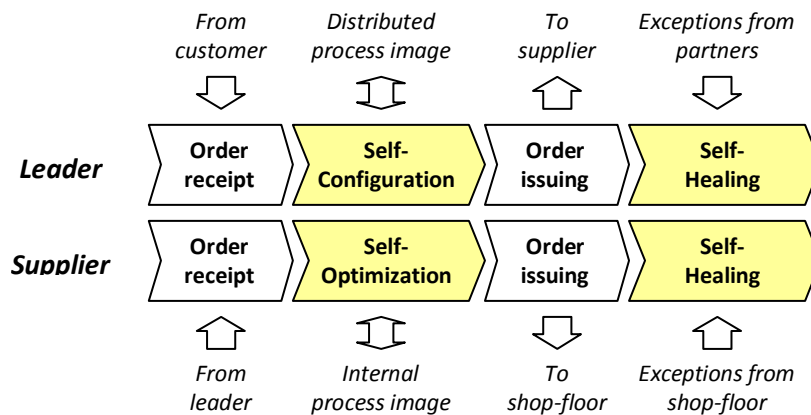 From
customer
Distributed
process image
To
supplier
Exceptions from
partners
Leader
Order
receipt
Self-
Configuration
Order
issuing
Self-
Healing
Supplier
Order
receipt
Self-
Optimization
Order
issuing
Self-
Healing
From
leader
Internal
process image
To
shop-floor
Exceptions from
shop-floor